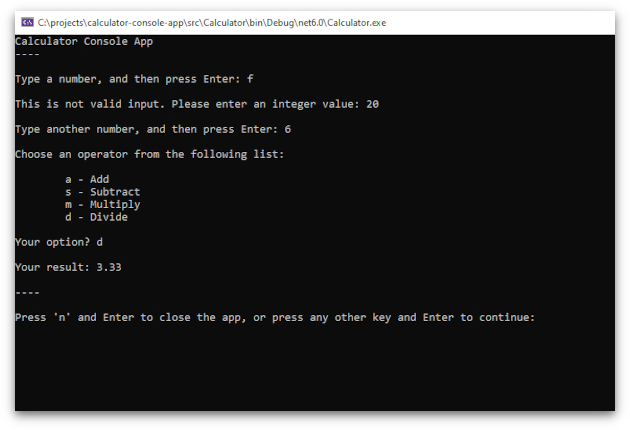 C:\projects\calculator-console-app\src\Calculator\bin\Debug\net6.0\Calculator.exe
Calculator Console App
----
Type a number, and then press Enter: f
This is not valid input. Please enter an integer value: 20
Type another number, and then press Enter: 6
Choose an operator from the following list:
a - Add
s - Subtract
m - Multiply
d - Divide
Your option? d
Your result: 3.33
----
Press 'n' and Enter to close the app, or press any other key and Enter to continue: